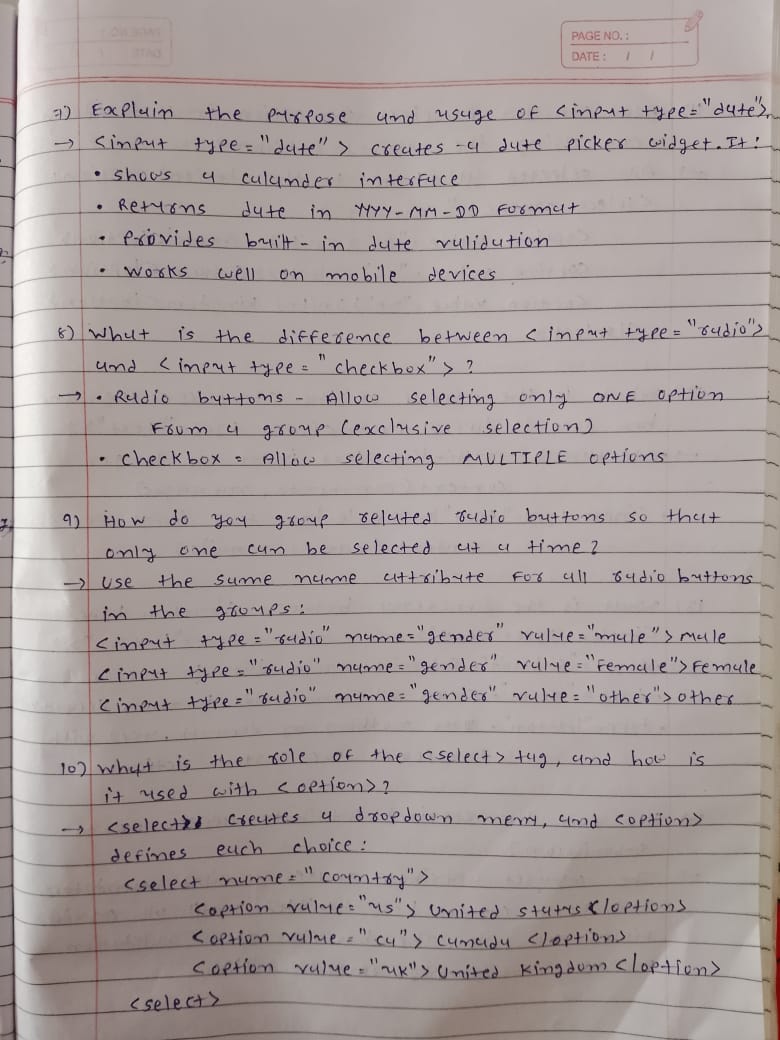 PAGE NO. :
DATE : / /
7) Explain the purpose and usage of <input type="date">
→ <input type="date"> creates a date picker widget. It:
• shows a calander interface
• Returns date in YYYY-MM-DD format
• Provides built-in date validation
• works well on mobile devices
8) What is the difference between <input type="radio">
and <input type="checkbox"> ?
→ • Radio buttons - Allow selecting only ONE option
from a group (exclusive selection)
• checkbox = Allow selecting MULTIPLE options
9) How do you group related radio buttons so that
only one can be selected at a time?
→ Use the same name attribute for all radio buttons
in the groups:
<input type="radio" name="gender" value="male"> male
<input type="radio" name="gender" value="female"> Female
<input type="radio" name="gender" value="other"> other
10) What is the role of the <select> tag, and how is
it used with <option>?
→ <select> creates a dropdown menu, and <option>
defines each choice:
<select name="country">
<option value="us"> United states </option>
<option value="ca"> Canada </option>
<option value="uk"> United Kingdom </option>
<select>